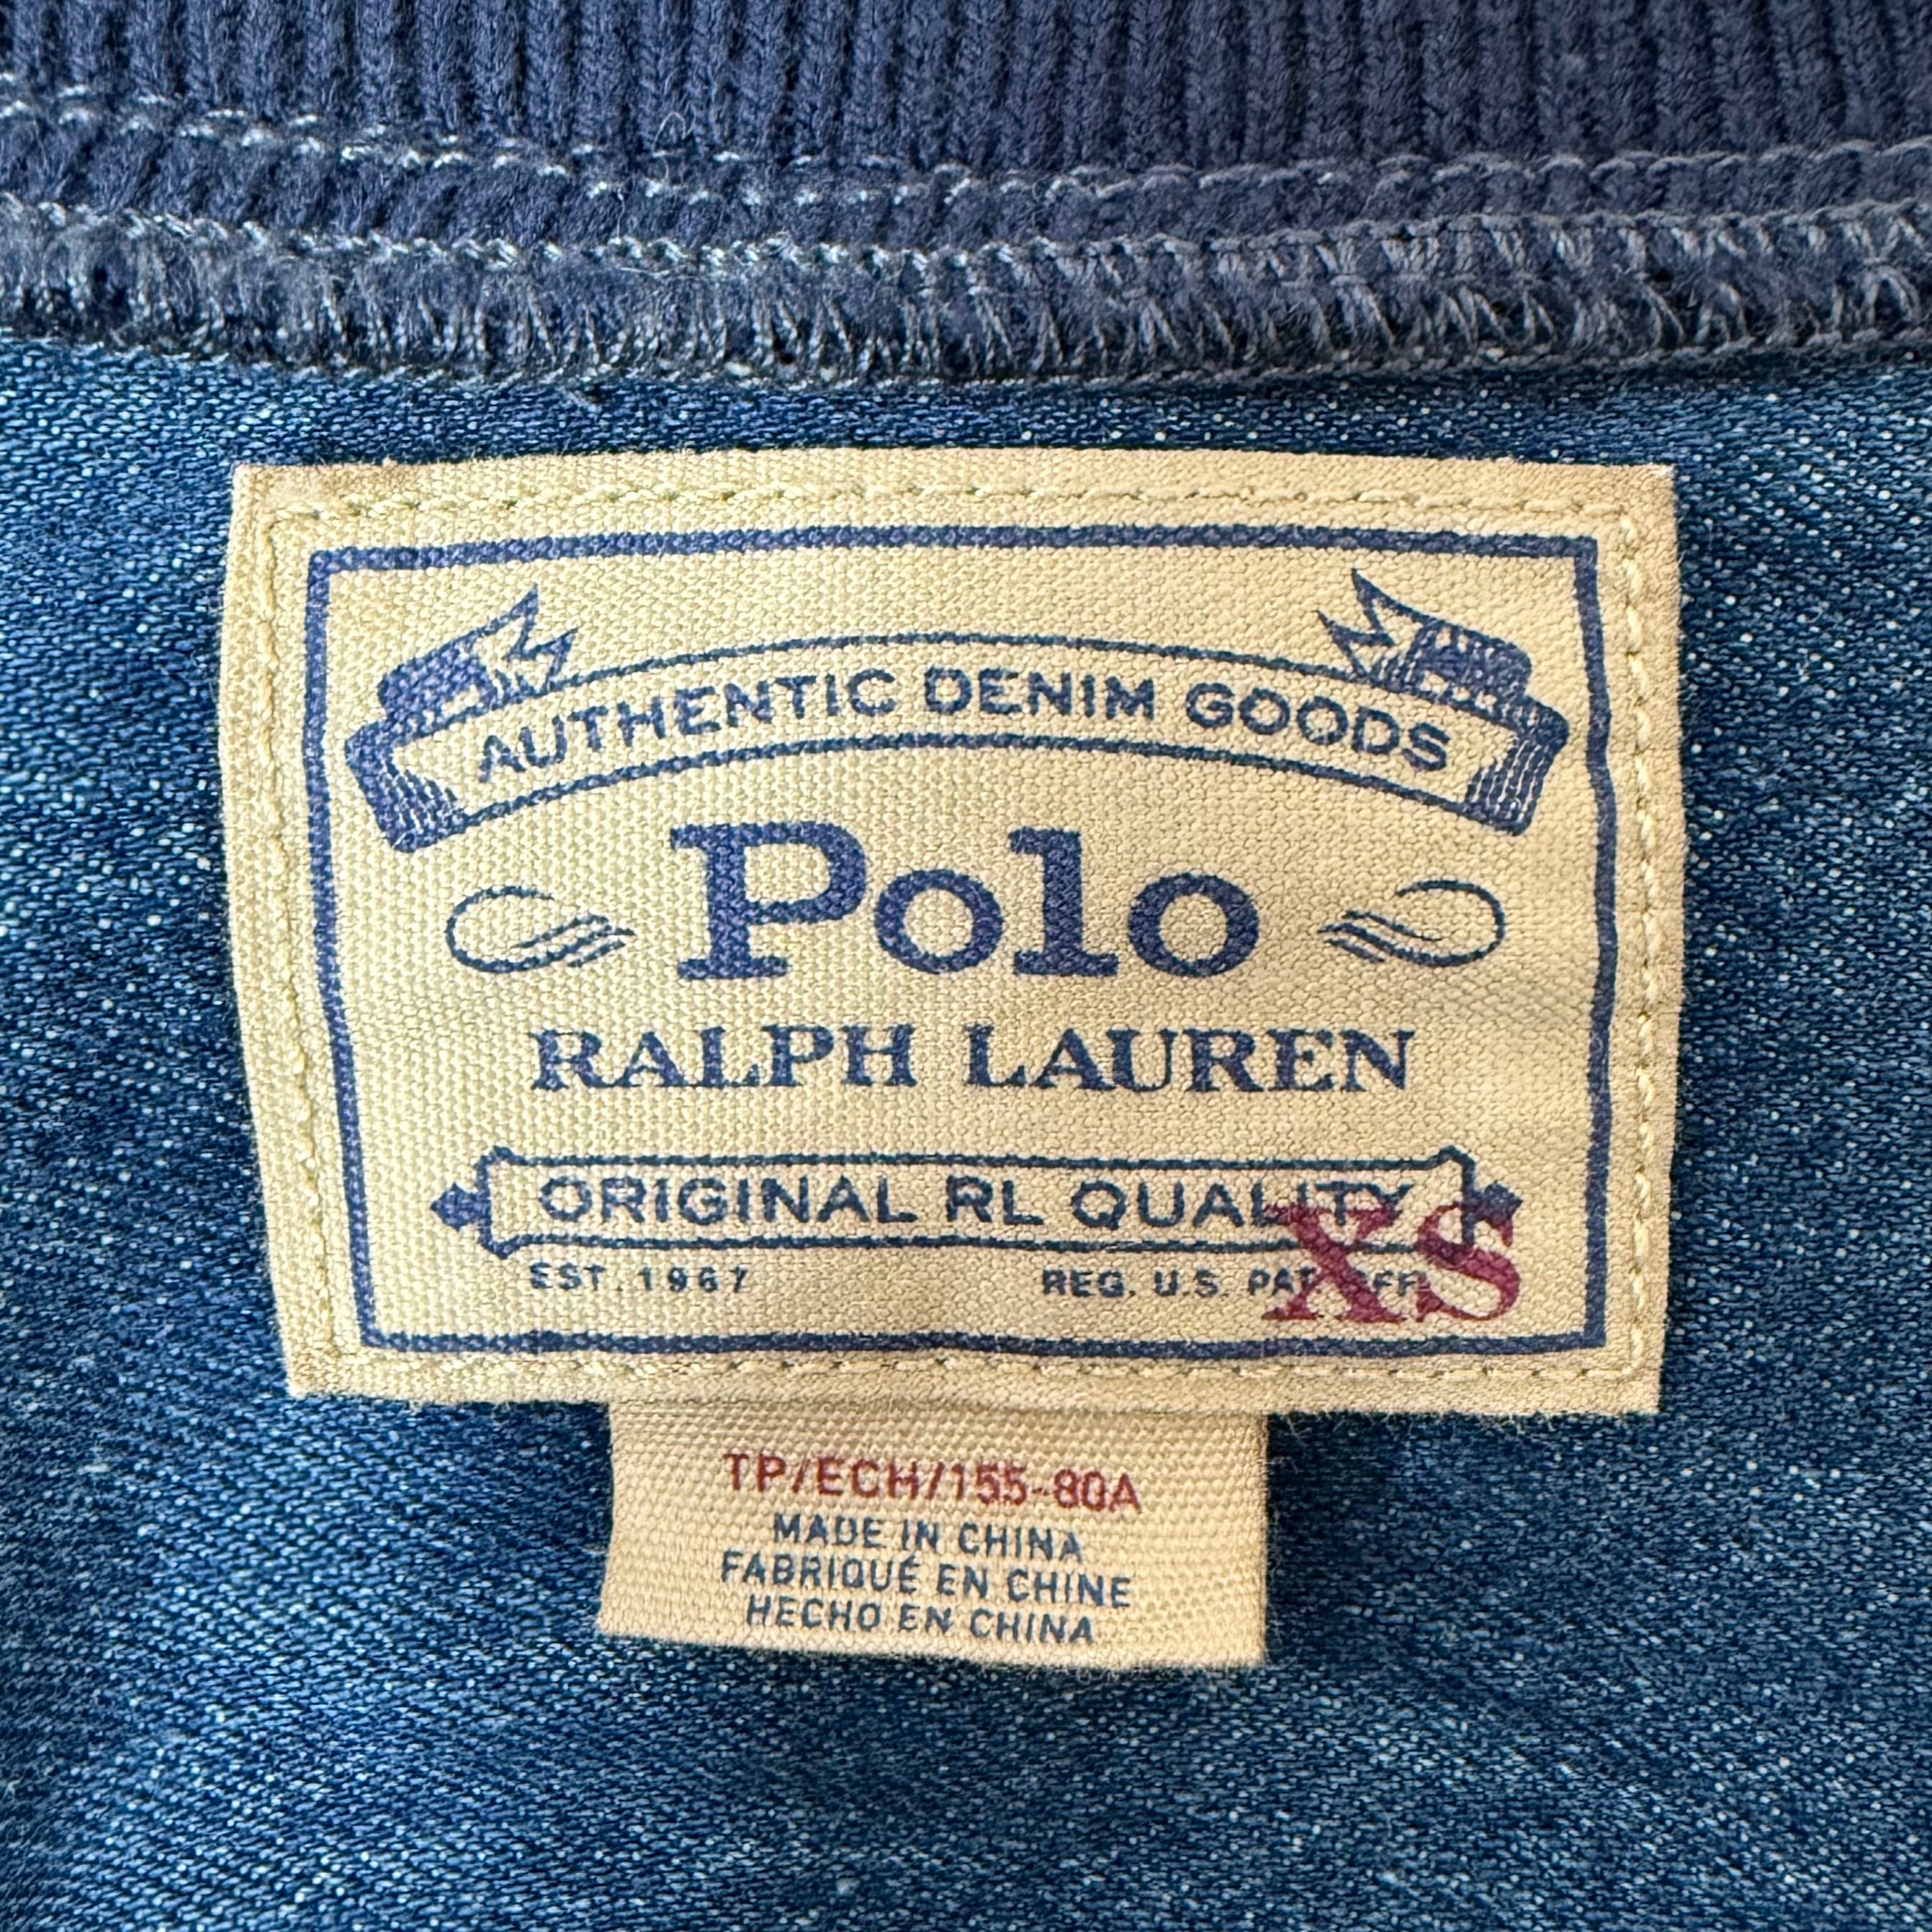 AUTHENTIC DENIM GOODS
Polo
RALPH LAUREN
ORIGINAL RL QUALITY
EST. 1967 REG. U.S. PAT. OFF.
XS
TP/ECH/155-80A
MADE IN CHINA
FABRIQUÉ EN CHINE
HECHO EN CHINA